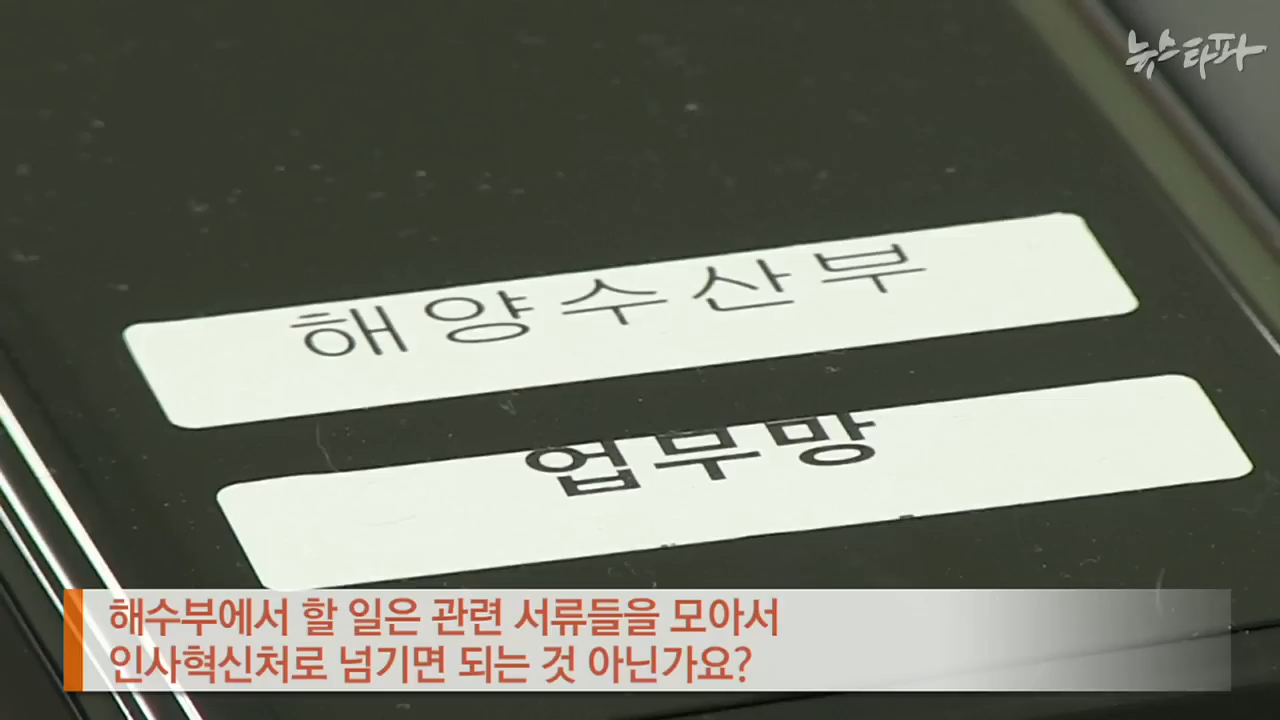 뉴스타파
해양수산부
업무망
해수부에서 할 일은 관련 서류들을 모아서
인사혁신처로 넘기면 되는 것 아닌가요?